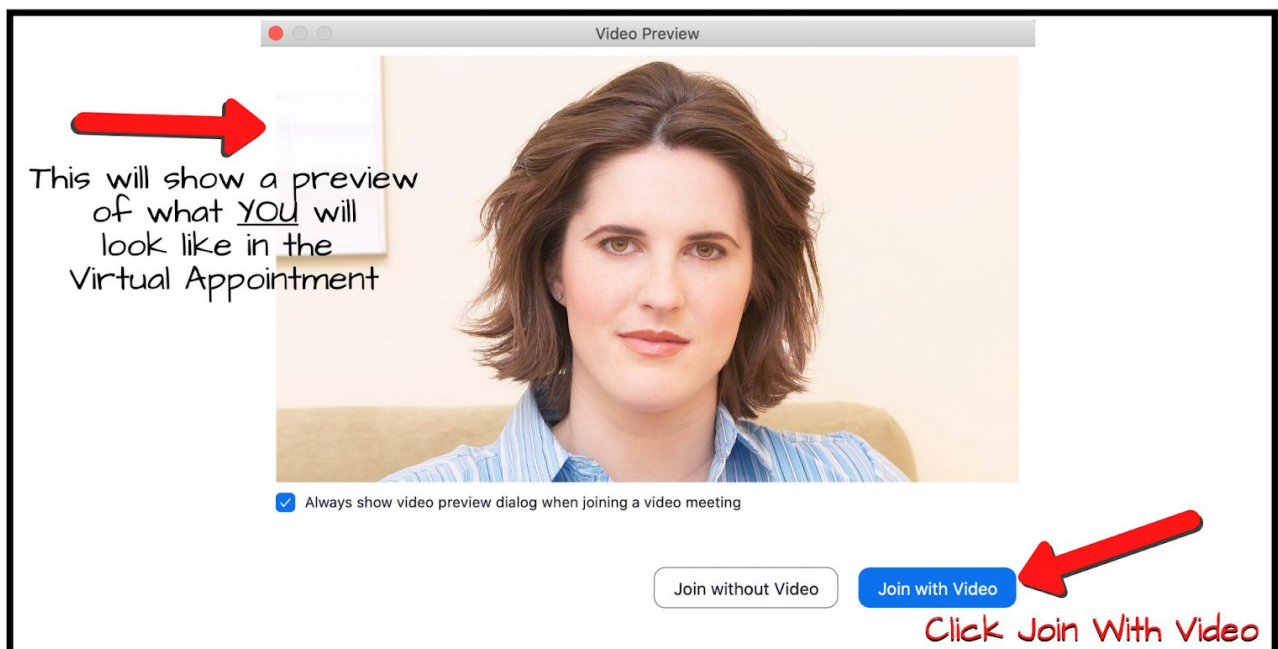 Video Preview
This will show a preview
of what YOU will
look like in the
Virtual Appointment
Always show video preview dialog when joining a video meeting
Join without Video
Join with Video
Click Join With Video